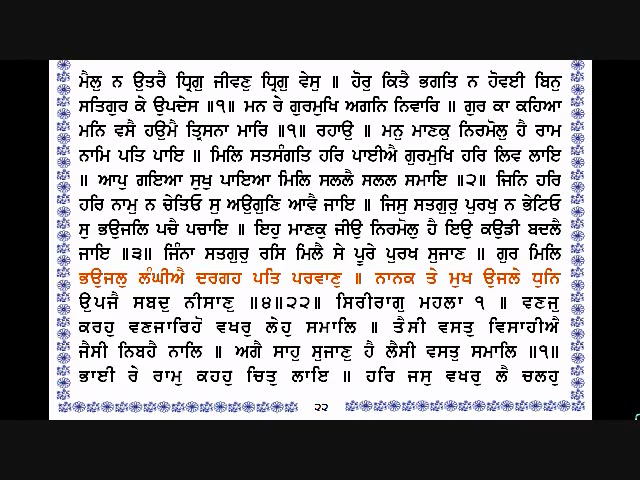 ਮੈਲੁ ਨ ਉਤਰੈ ਧ੍ਰਿਗੁ ਜੀਵਣੁ ਧ੍ਰਿਗੁ ਵੇਸੁ ॥ ਹੋਰੁ ਕਿਤੈ ਭਗਤਿ ਨ ਹੋਵਈ ਬਿਨੁ
ਸਤਿਗੁਰ ਕੇ ਉਪਦੇਸ ॥੧॥ ਮਨ ਰੇ ਗੁਰਮੁਖਿ ਅਗਨਿ ਨਿਵਾਰਿ ॥ ਗੁਰ ਕਾ ਕਹਿਆ
ਮਨਿ ਵਸੈ ਹਉਮੈ ਤ੍ਰਿਸਨਾ ਮਾਰਿ ॥੧॥ ਰਹਾਉ ॥ ਮਨੁ ਮਾਣਕੁ ਨਿਰਮੋਲੁ ਹੈ ਰਾਮ
ਨਾਮਿ ਪਤਿ ਪਾਇ ॥ ਮਿਲਿ ਸਤਸੰਗਤਿ ਹਰਿ ਪਾਈਐ ਗੁਰਮੁਖਿ ਹਰਿ ਲਿਵ ਲਾਇ
॥ ਆਪੁ ਗਇਆ ਸੁਖੁ ਪਾਇਆ ਮਿਲਿ ਸਲਲੈ ਸਲਲ ਸਮਾਇ ॥੨॥ ਜਿਨਿ ਹਰਿ
ਹਰਿ ਨਾਮੁ ਨ ਚੇਤਿਓ ਸੁ ਅਉਗੁਣਿ ਆਵੈ ਜਾਇ ॥ ਜਿਸੁ ਸਤਗੁਰੁ ਪੁਰਖੁ ਨ ਭੇਟਿਓ
ਸੁ ਭਉਜਲਿ ਪਚੈ ਪਚਾਇ ॥ ਇਹੁ ਮਾਣਕੁ ਜੀਉ ਨਿਰਮੋਲੁ ਹੈ ਇਉ ਕਉਡੀ ਬਦਲੈ
ਜਾਇ ॥੩॥ ਜਿੰਨਾ ਸਤਗੁਰੁ ਰਸਿ ਮਿਲੈ ਸੇ ਪੂਰੇ ਪੁਰਖ ਸੁਜਾਣ ॥ ਗੁਰ ਮਿਲਿ
ਭਉਜਲੁ ਲੰਘੀਐ ਦਰਗਹ ਪਤਿ ਪਰਵਾਣੁ ॥ ਨਾਨਕ ਤੇ ਮੁਖ ਉਜਲੇ ਧੁਨਿ
ਉਪਜੈ ਸਬਦੁ ਨੀਸਾਣੁ ॥੪॥੨੨॥ ਸਿਰੀਰਾਗੁ ਮਹਲਾ ੧ ॥ ਵਣਜੁ
ਕਰਹੁ ਵਣਜਾਰਿਹੋ ਵਖਰੁ ਲੇਹੁ ਸਮਾਲਿ ॥ ਤੈਸੀ ਵਸਤੁ ਵਿਸਾਹੀਐ
ਜੈਸੀ ਨਿਬਹੈ ਨਾਲਿ ॥ ਅਗੈ ਸਾਹੁ ਸੁਜਾਣੁ ਹੈ ਲੈਸੀ ਵਸਤੁ ਸਮਾਲਿ ॥੧॥
ਭਾਈ ਰੇ ਰਾਮੁ ਕਹਹੁ ਚਿਤੁ ਲਾਇ ॥ ਹਰਿ ਜਸੁ ਵਖਰੁ ਲੈ ਚਲਹੁ
੨੨